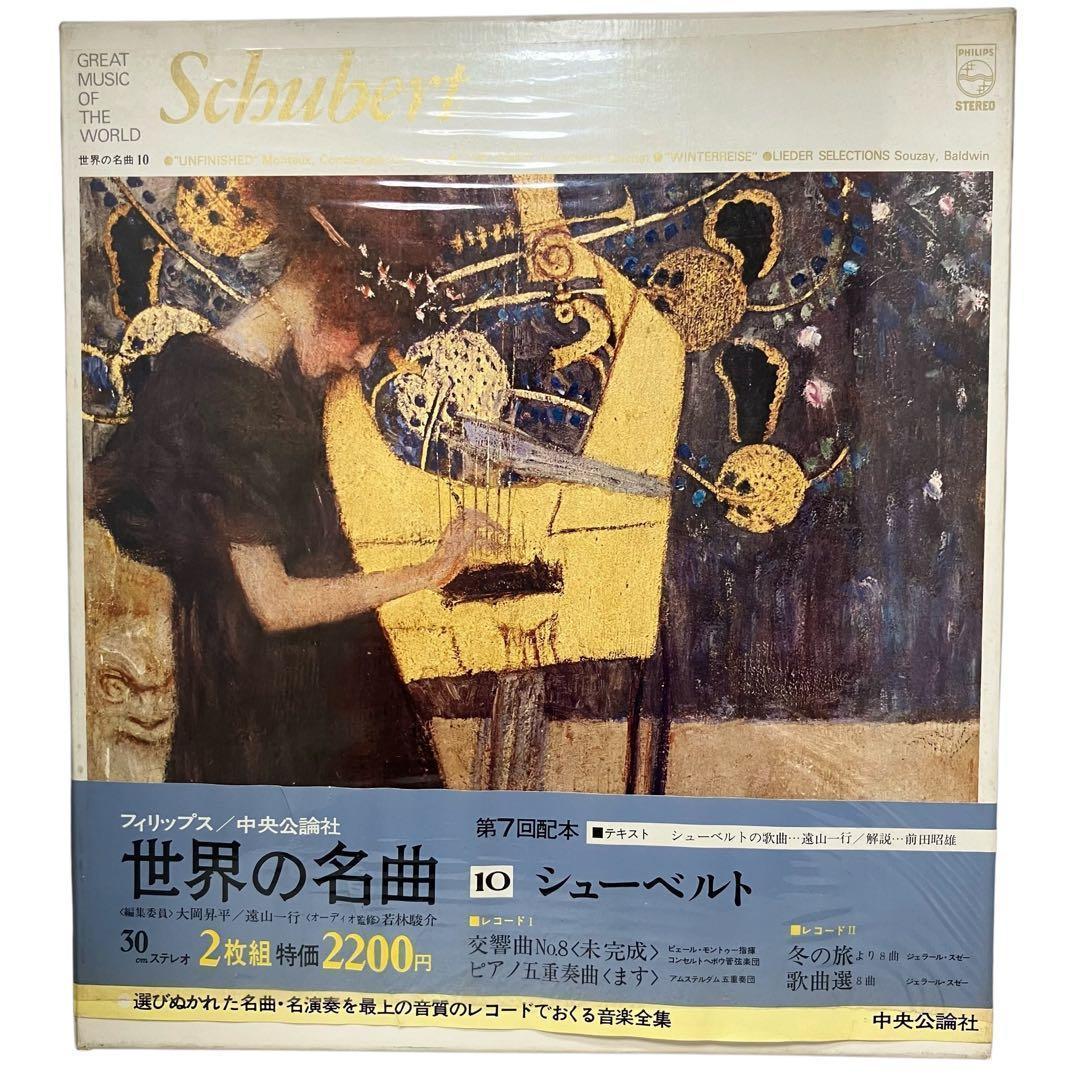 GREAT
MUSIC
OF
THE
WORLD
Schubert
PHILIPS
STEREO
世界の名曲 10
●"UNFINISHED" Monteux, "WINTERREISE" ●LIEDER SELECTIONS Souzay, Baldwin
フィリップス/中央公論社
世界の名曲
〈編集委員〉大岡昇平/遠山一行〈オーディオ監修〉若林駿介
30cmステレオ 2枚組 特価2200円
第7回配本 ■テキスト シューベルトの歌曲…遠山一行/解説…前田昭雄
10 シューベルト
■レコードⅠ
交響曲No.8〈未完成〉 ピエール・モントゥー指揮
コンセルトヘボウ管弦楽団
ピアノ五重奏曲〈ます〉 アムステルダム五重奏団
■レコードⅡ
冬の旅より8曲 ジェラール・スゼー
歌曲選8曲 ジェラール・スゼー
選びぬかれた名曲・名演奏を最上の音質のレコードでおくる音楽全集
中央公論社